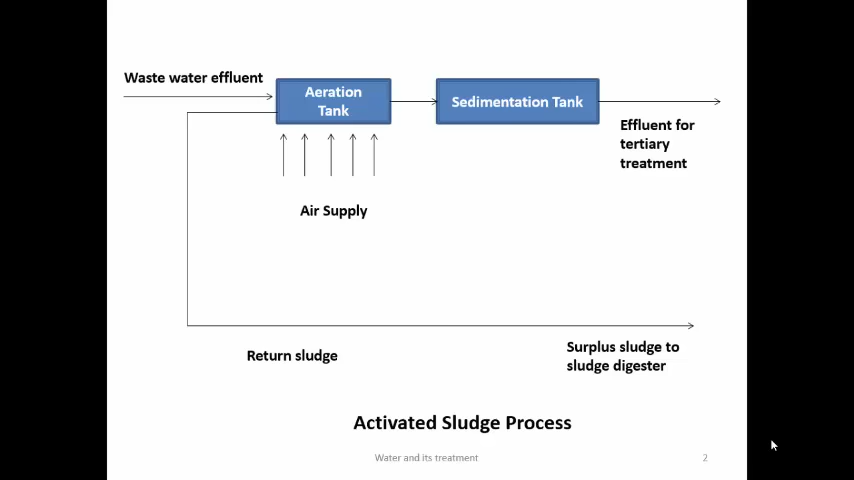 Waste water effluent
Aeration
Tank
Sedimentation Tank
Effluent for
tertiary
treatment
Air Supply
Return sludge
Surplus sludge to
sludge digester
Activated Sludge Process
Water and its treatment
2